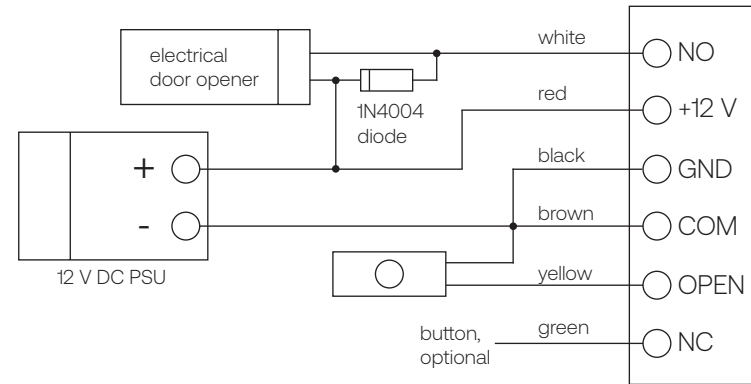 white
NO
electrical
door opener
red
+12 V
1N4004
diode
black
GND
+
brown
COM
-
12 V DC PSU
yellow
OPEN
button,
optional
green
NC